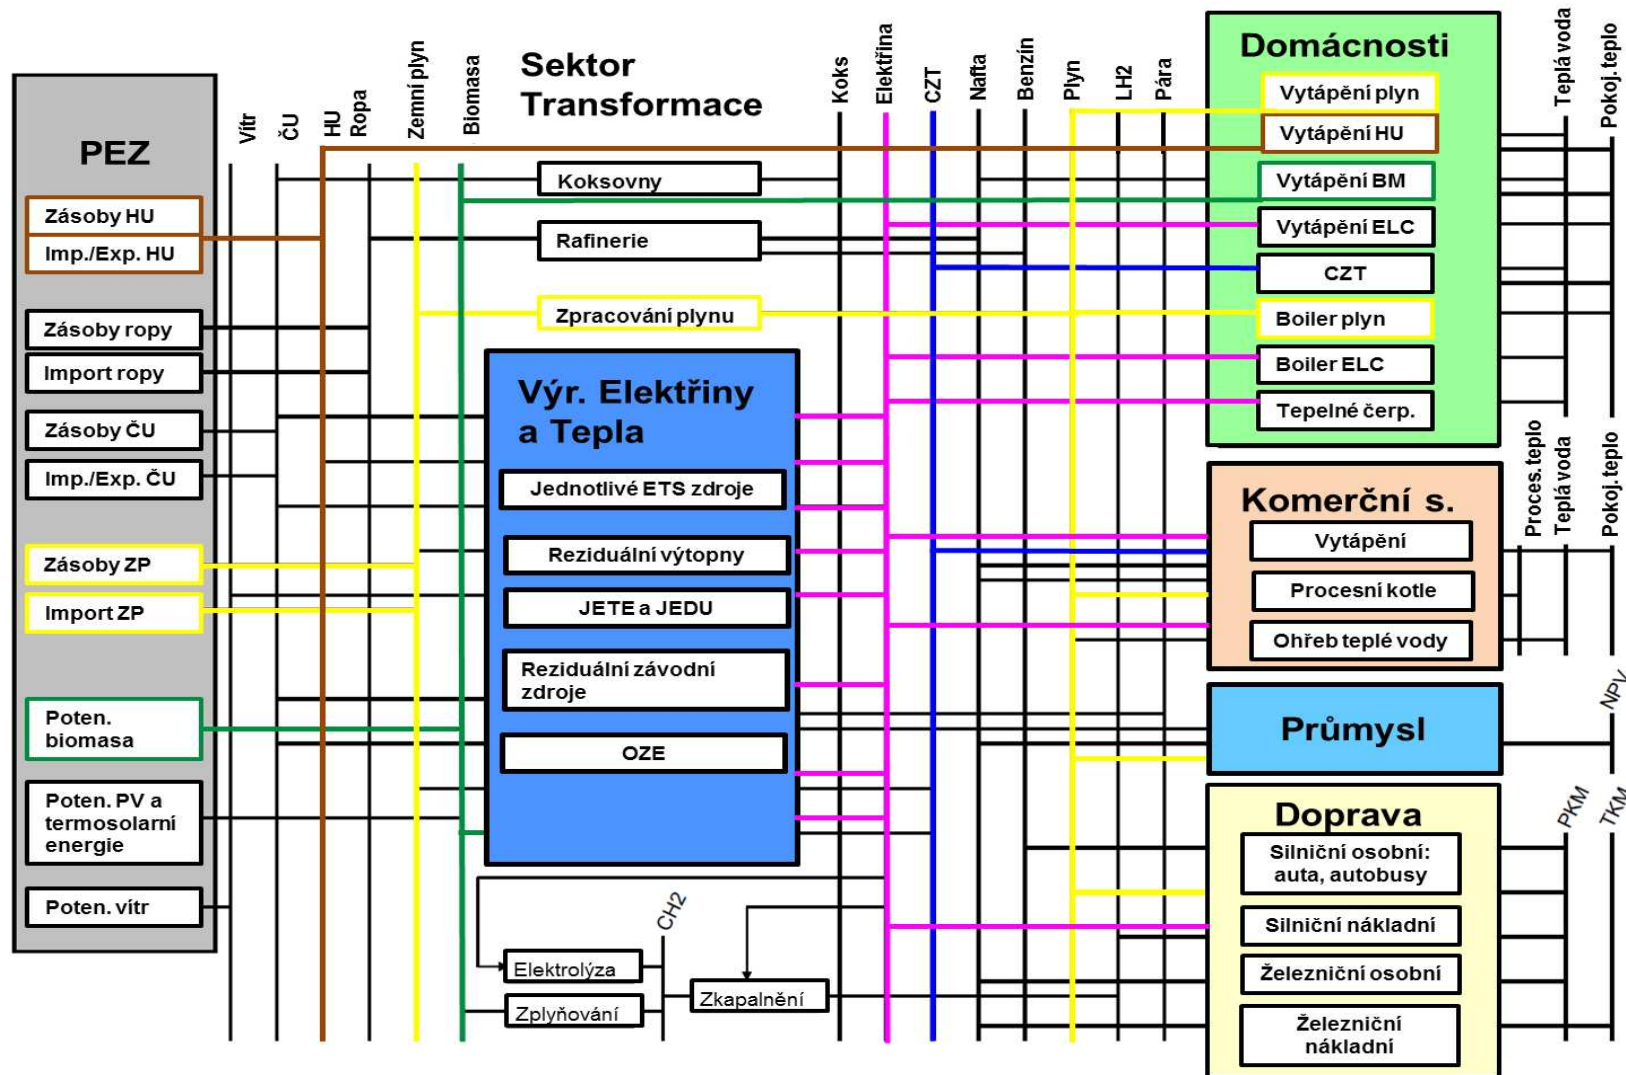 PEZ
Zásoby HU
Imp./Exp. HU
Zásoby ropy
Import ropy
Zásoby ČU
Imp./Exp. ČU
Zásoby ZP
Import ZP
Poten.
biomasa
Poten. PV a
termosolarní
energie
Poten. vítr
Vítr
ČU
HU
Ropa
Zemní plyn
Biomasa
Sektor
Transformace
Koksovny
Rafinerie
Zpracování plynu
Výr. Elektřiny
a Tepla
Jednotlivé ETS zdroje
Reziduální výtopny
JETE a JEDU
Reziduální závodní
zdroje
OZE
Elektrolýza
Zplyňování
CH2
Zkapalnění
Koks
Elektřina
CZT
Nafta
Benzín
Plyn
LH2
Pára
Domácnosti
Vytápění plyn
Vytápění HU
Vytápění BM
Vytápění ELC
CZT
Boiler plyn
Boiler ELC
Tepelné čerp.
Teplá voda
Pokoj.teplo
Komerční s.
Vytápění
Procesní kotle
Ohřeb teplé vody
Proces.teplo
Teplá voda
Pokoj.teplo
Průmysl
NPV
Doprava
Silniční osobní:
auta, autobusy
Silniční nákladní
Železniční osobní
Železniční
nákladní
PKM
TKM